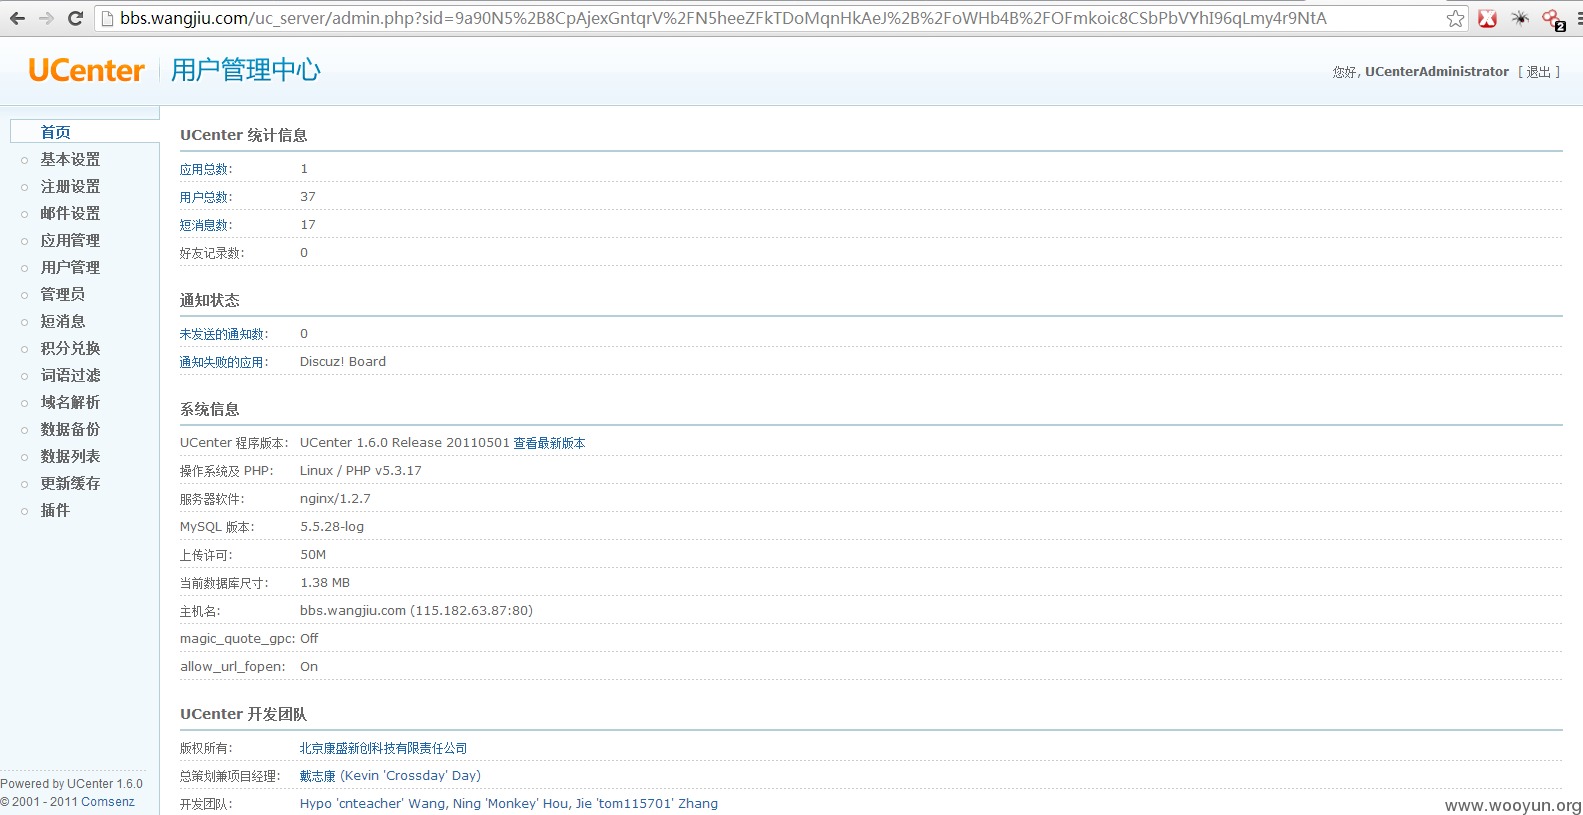 bbs.wangjiu.com/uc_server/admin.php?sid=9a90N5%2B8CpAjexGntqrV%2FN5heeZFkTDoMqnHkAeJ%2B%2FoWHb4B%2FOFmkoic8CSbPbVYhI96qLmy4r9NtA
2
UCenter 用户管理中心
您好, UCenterAdministrator [ 退出 ]
首页
基本设置
注册设置
邮件设置
应用管理
用户管理
管理员
短消息
积分兑换
词语过滤
域名解析
数据备份
数据列表
更新缓存
插件
UCenter 统计信息
应用总数: 1
用户总数: 37
短消息数: 17
好友记录数: 0
通知状态
未发送的通知数: 0
通知失败的应用: Discuz! Board
系统信息
UCenter 程序版本: UCenter 1.6.0 Release 20110501 查看最新版本
操作系统及 PHP: Linux / PHP v5.3.17
服务器软件: nginx/1.2.7
MySQL 版本: 5.5.28-log
上传许可: 50M
当前数据库尺寸: 1.38 MB
主机名: bbs.wangjiu.com (115.182.63.87:80)
magic_quote_gpc: Off
allow_url_fopen: On
UCenter 开发团队
版权所有: 北京康盛新创科技有限责任公司
总策划兼项目经理: 戴志康 (Kevin 'Crossday' Day)
开发团队: Hypo 'cnteacher' Wang, Ning 'Monkey' Hou, Jie 'tom115701' Zhang
Powered by UCenter 1.6.0
© 2001 - 2011 Comsenz
www.wooyun.org